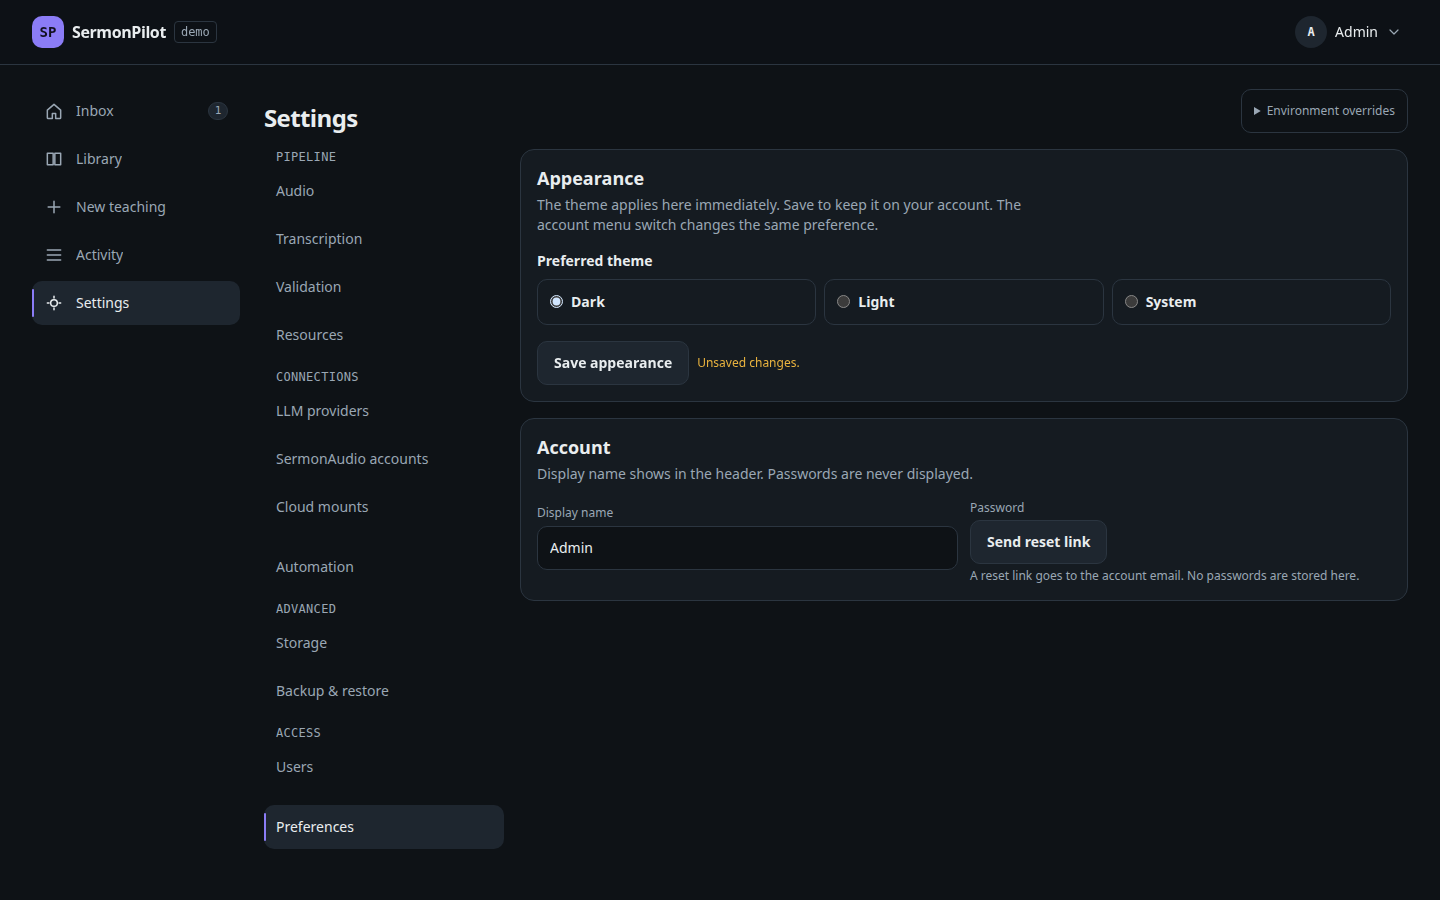 SP SermonPilot demo
A Admin
Inbox 1
Library
New teaching
Activity
Settings
Settings
Environment overrides
PIPELINE
Audio
Transcription
Validation
Resources
CONNECTIONS
LLM providers
SermonAudio accounts
Cloud mounts
Automation
ADVANCED
Storage
Backup & restore
ACCESS
Users
Preferences
Appearance
The theme applies here immediately. Save to keep it on your account. The
account menu switch changes the same preference.
Preferred theme
Dark
Light
System
Save appearance
Unsaved changes.
Account
Display name shows in the header. Passwords are never displayed.
Display name
Admin
Password
Send reset link
A reset link goes to the account email. No passwords are stored here.